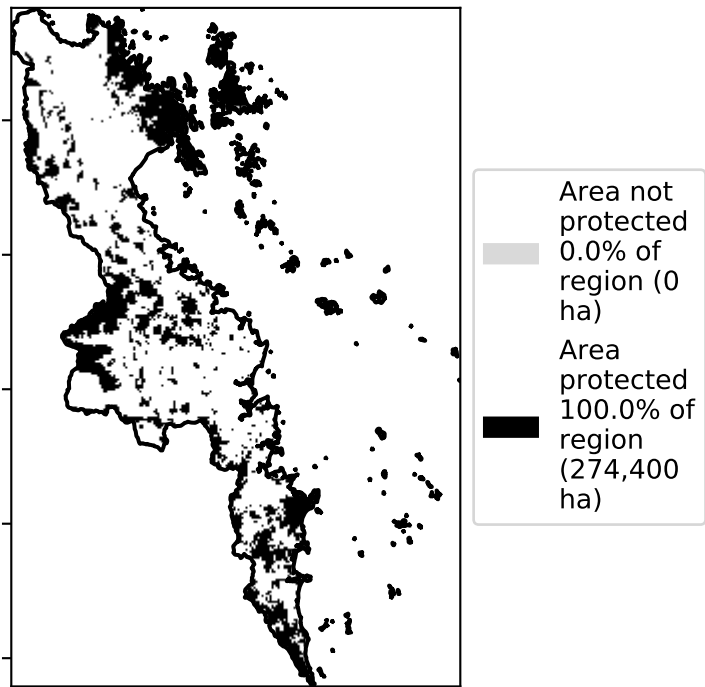 Area not
protected
0.0% of
region (0
ha)
Area
protected
100.0% of
region
(274,400
ha)